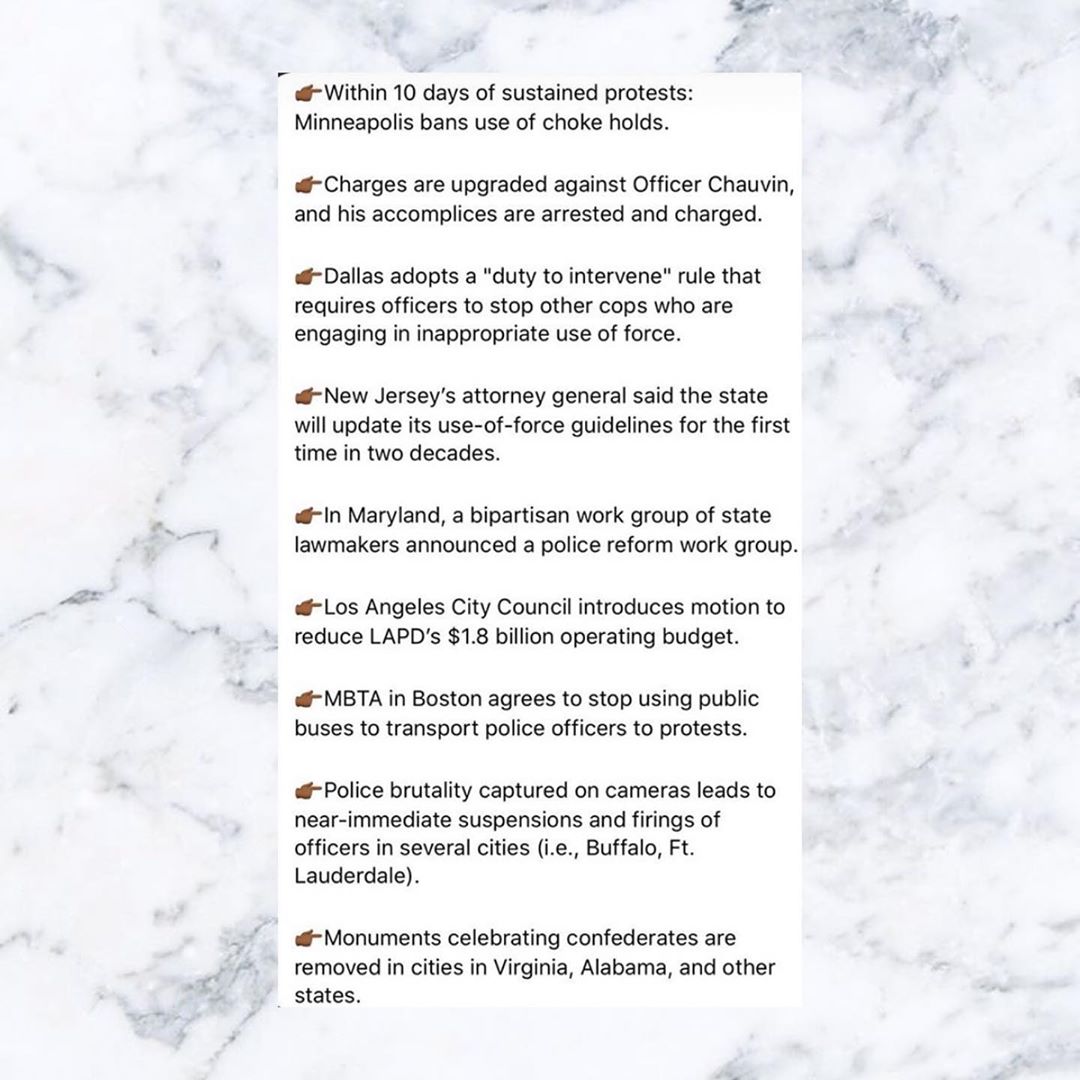 👉🏾Within 10 days of sustained protests:
Minneapolis bans use of choke holds.
👉🏾Charges are upgraded against Officer Chauvin,
and his accomplices are arrested and charged.
👉🏾Dallas adopts a "duty to intervene" rule that
requires officers to stop other cops who are
engaging in inappropriate use of force.
👉🏾New Jersey’s attorney general said the state
will update its use-of-force guidelines for the first
time in two decades.
👉🏾In Maryland, a bipartisan work group of state
lawmakers announced a police reform work group.
👉🏾Los Angeles City Council introduces motion to
reduce LAPD’s $1.8 billion operating budget.
👉🏾MBTA in Boston agrees to stop using public
buses to transport police officers to protests.
👉🏾Police brutality captured on cameras leads to
near-immediate suspensions and firings of
officers in several cities (i.e., Buffalo, Ft.
Lauderdale).
👉🏾Monuments celebrating confederates are
removed in cities in Virginia, Alabama, and other
states.